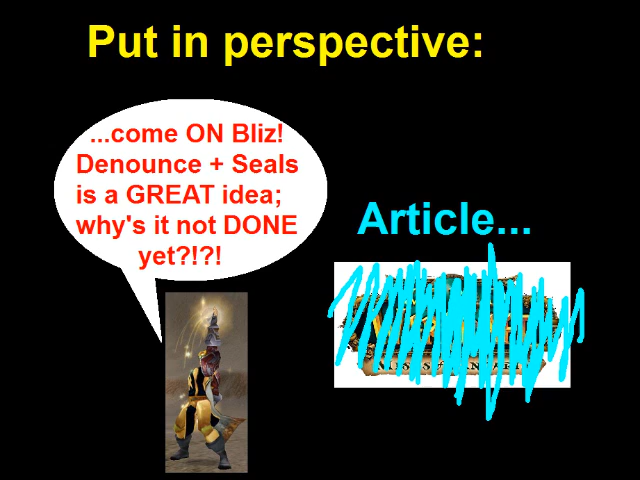 Put in perspective:
...come ON Bliz!
Denounce + Seals
is a GREAT idea;
why's it not DONE
yet?!?!
Article...